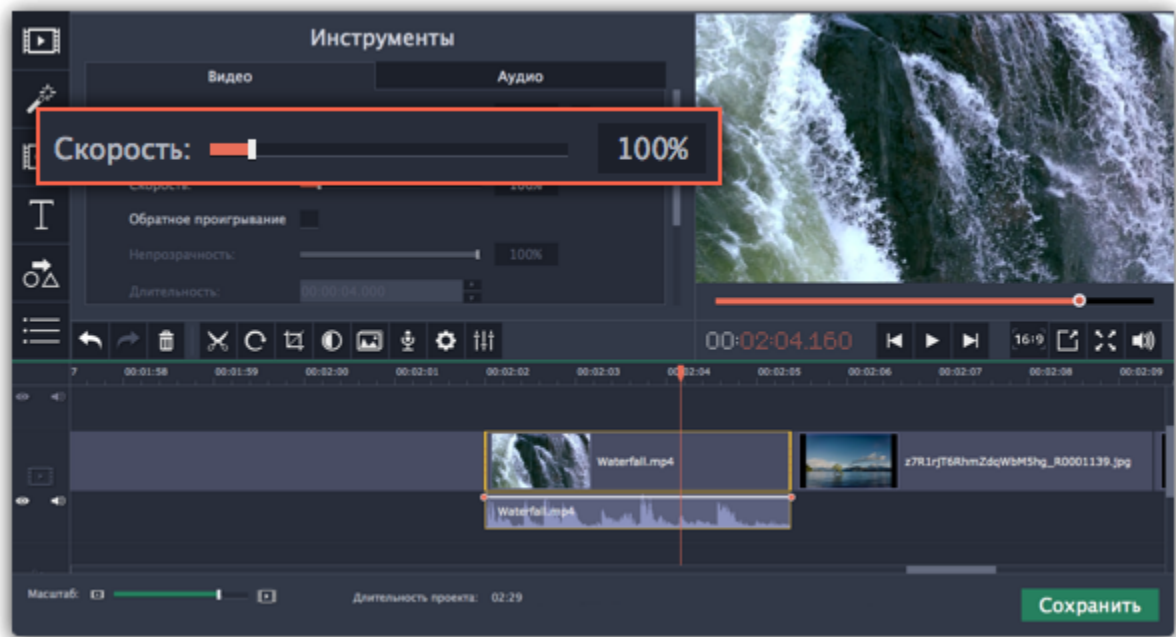 Инструменты
Видео
Аудио
Скорость:
100%
Скорость:
100%
Обратное проигрывание
Непрозрачность:
100%
Длительность:
00:00:04.000
T
00:02:04.160
16:9
7
00:01:58
00:01:59
00:02:00
00:02:01
00:02:02
00:02:03
00:02:04
00:02:05
00:02:06
00:02:07
00:02:08
00:02:09
Waterfall.mp4
z7R1rJT6RhmZdqWbM5hg_R0001139.jpg
Waterfall.mp4
Масштаб:
Длительность проекта: 02:29
Сохранить